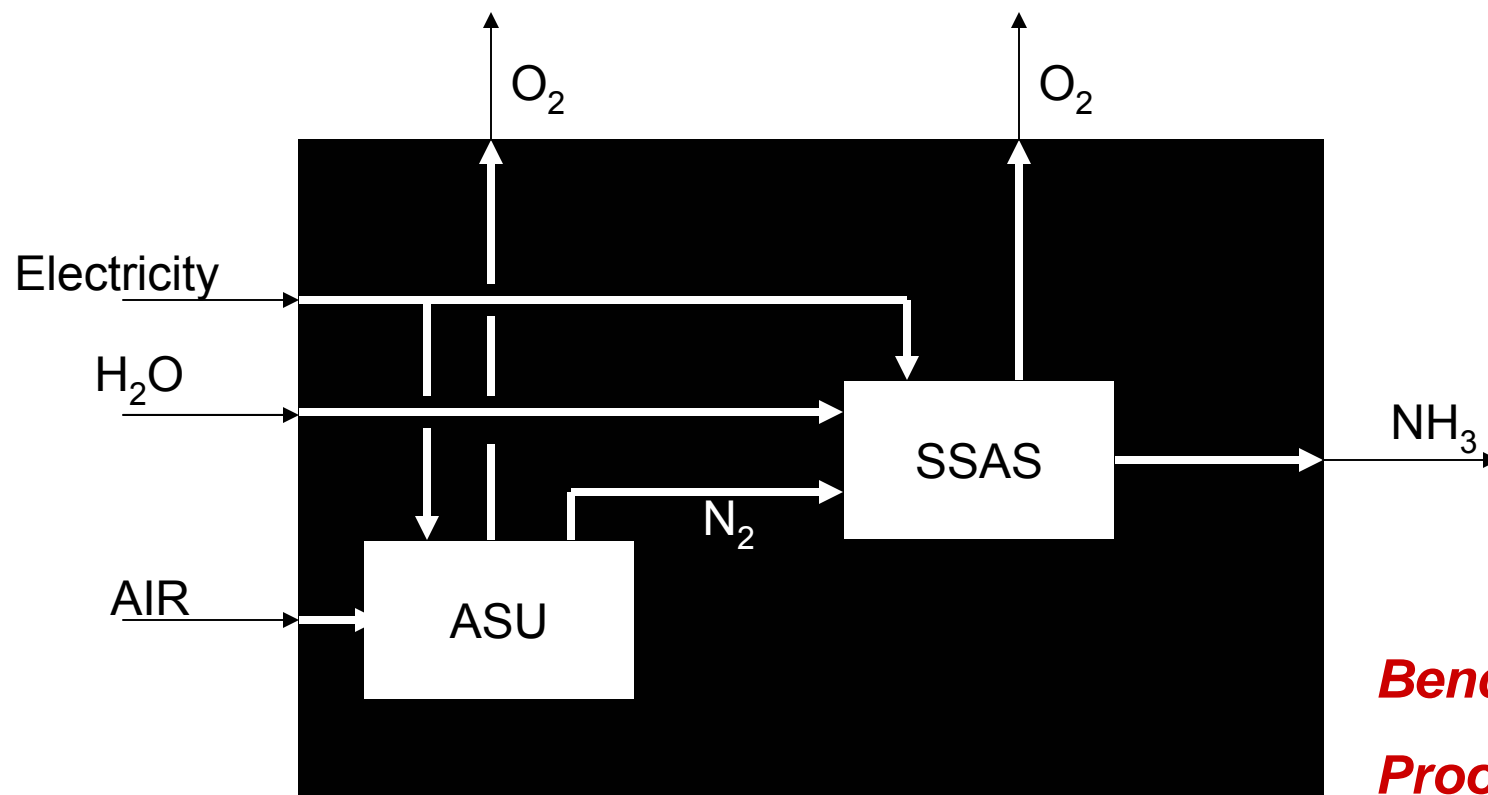 O₂
O₂
Electricity
H₂O
NH₃
SSAS
N₂
AIR
ASU